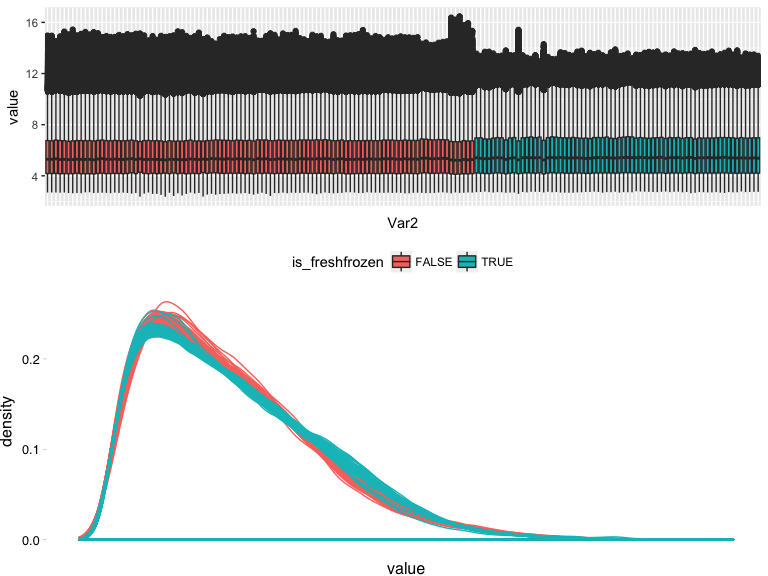 16
12
8
4
value
Var2
is_freshfrozen FALSE TRUE
0.2
0.1
0.0
density
value